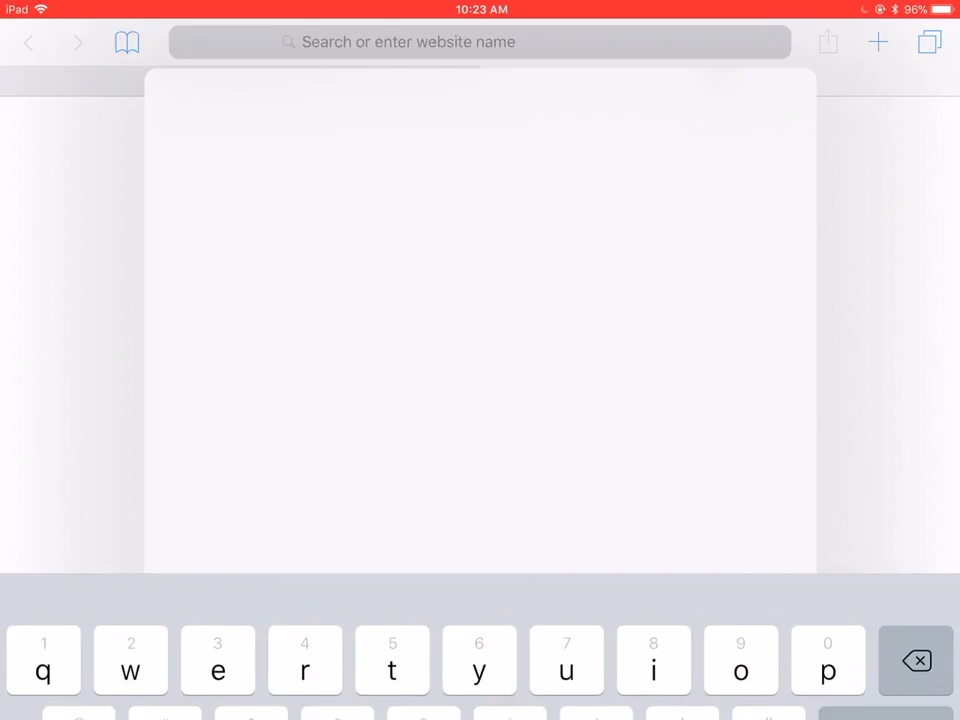 iPad 10:23 AM 96%
Search or enter website name
1 2 3 4 5 6 7 8 9 0
q w e r t y u i o p